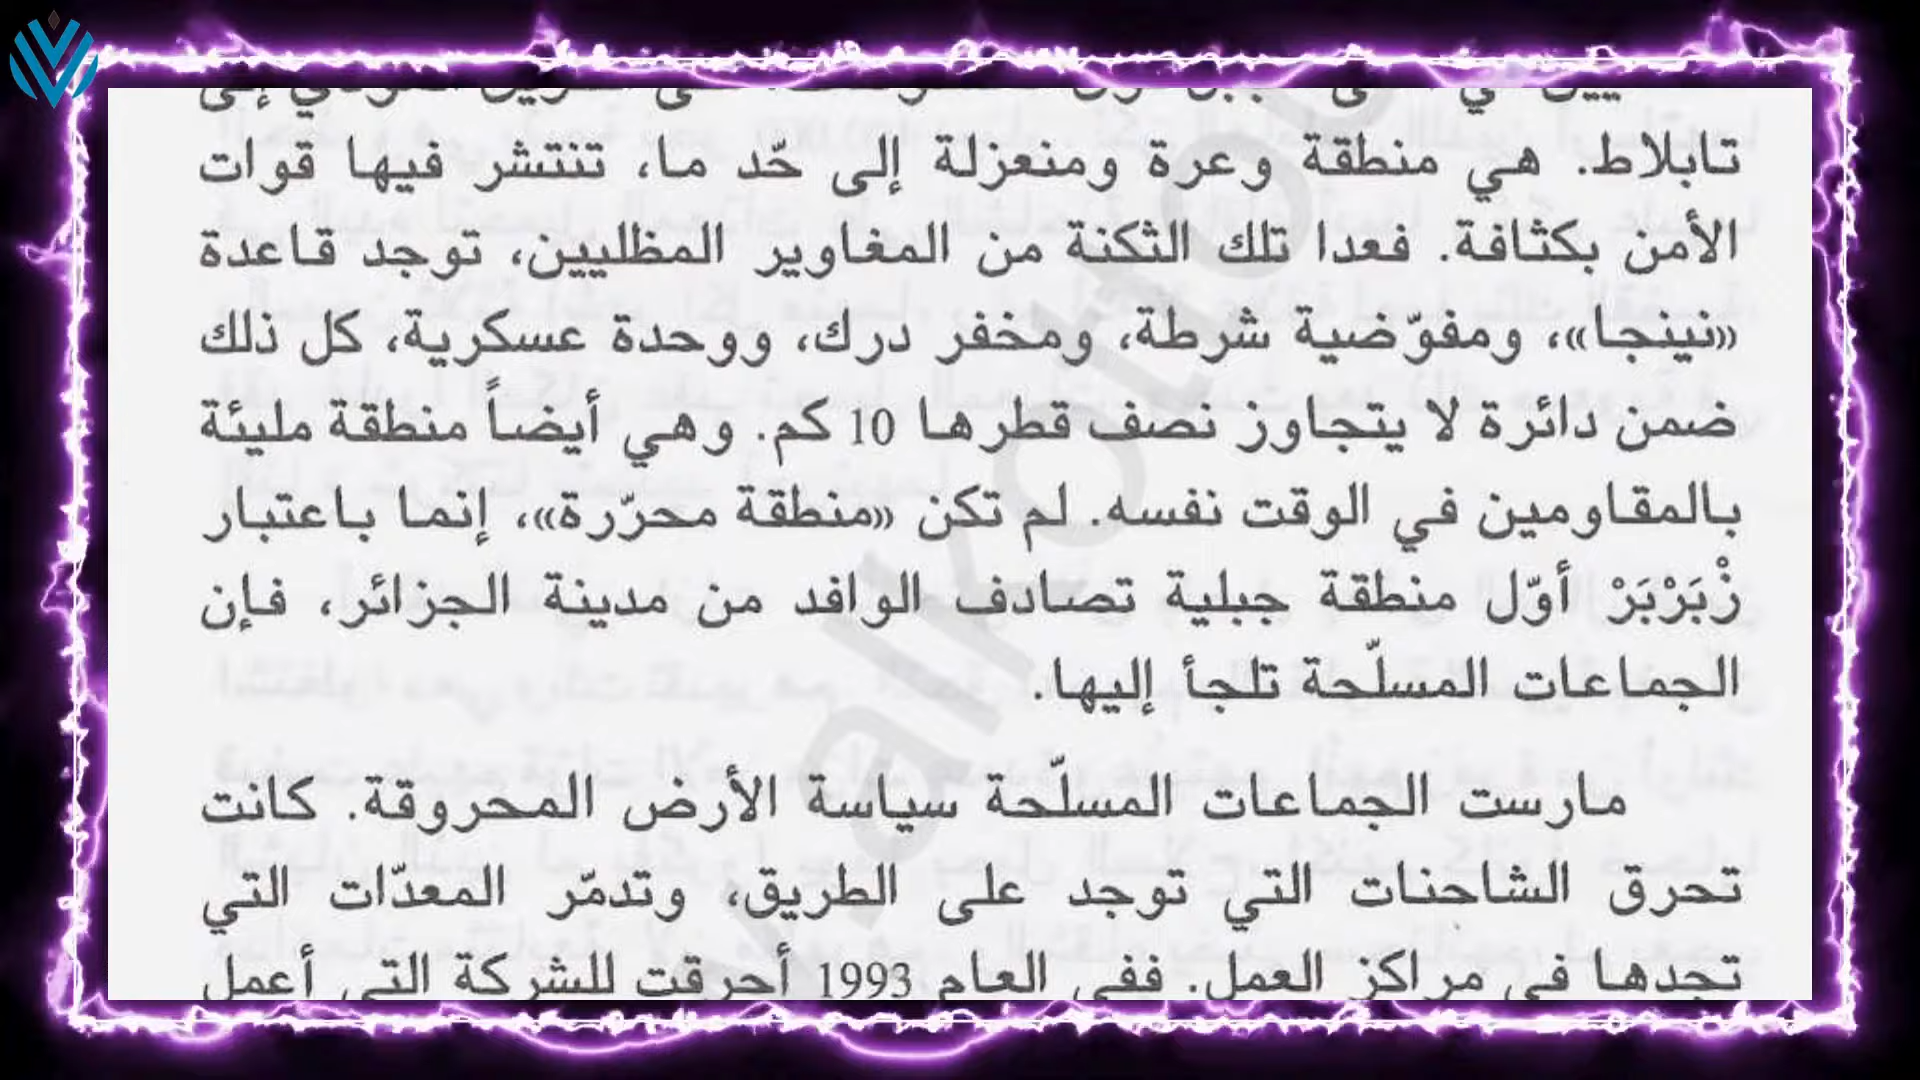 تابلاط. هي منطقة وعرة ومنعزلة إلى حّد ما، تنتشر فيها قوات
الأمن بكثافة. فعدا تلك الثكنة من المغاوير المظليين، توجد قاعدة
«نينجا»، ومفوّضية شرطة، ومخفر درك، ووحدة عسكرية، كل ذلك
ضمن دائرة لا يتجاوز نصف قطرها 10 كم. وهي أيضاً منطقة مليئة
بالمقاومين في الوقت نفسه. لم تكن «منطقة محرّرة»، إنما باعتبار
زْبَرْبَرْ أوّل منطقة جبلية تصادف الوافد من مدينة الجزائر، فإن
الجماعات المسلّحة تلجأ إليها.
مارست الجماعات المسلّحة سياسة الأرض المحروقة. كانت
تحرق الشاحنات التي توجد على الطريق، وتدمّر المعدّات التي
تجدها في مراكز العمل. ففي العام 1993 أحرقت للشركة التي أعمل